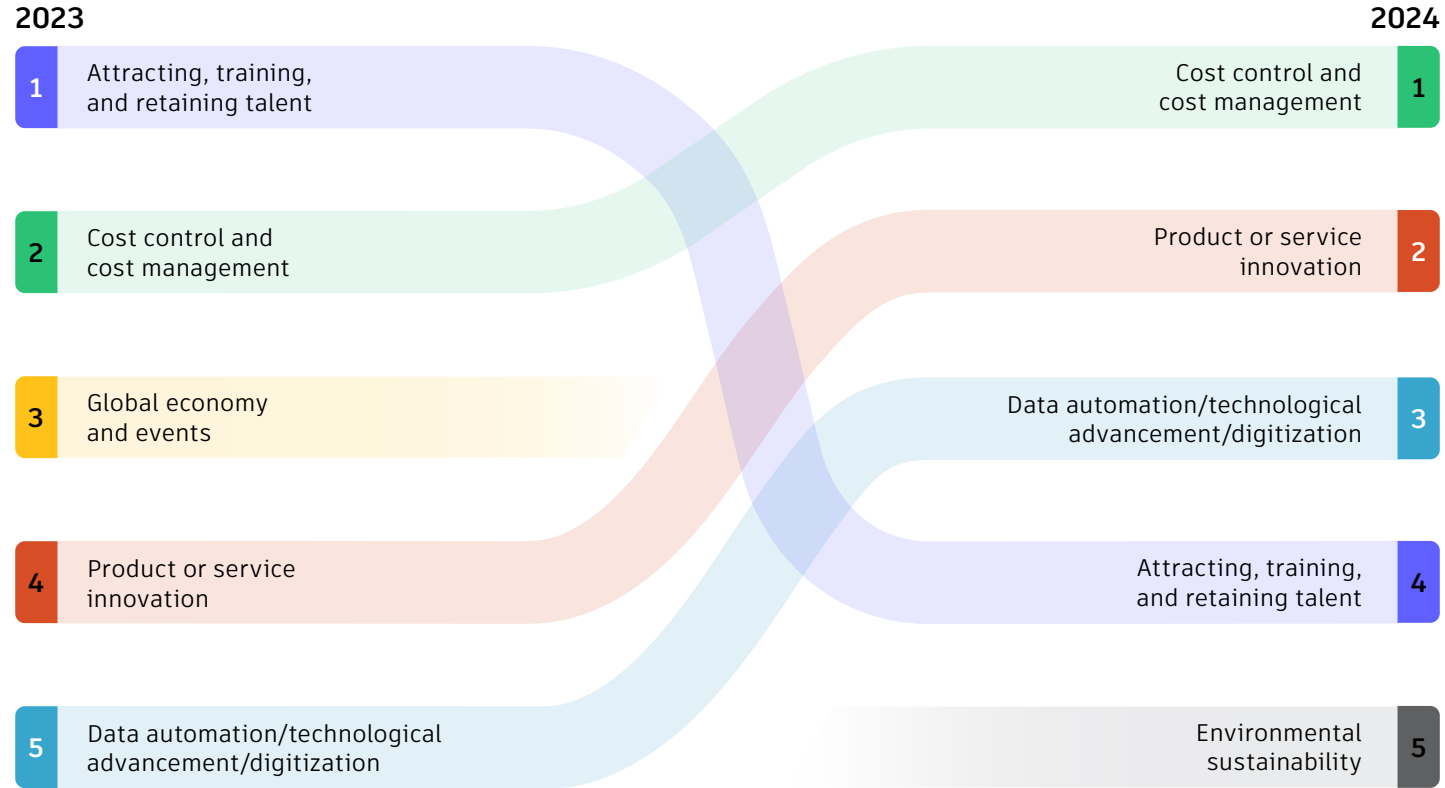 2023
2024
1
Attracting, training,
and retaining talent
Cost control and
cost management
1
2
Cost control and
cost management
Product or service
innovation
2
3
Global economy
and events
Data automation/technological
advancement/digitization
3
4
Product or service
innovation
Attracting, training,
and retaining talent
4
5
Data automation/technological
advancement/digitization
Environmental
sustainability
5